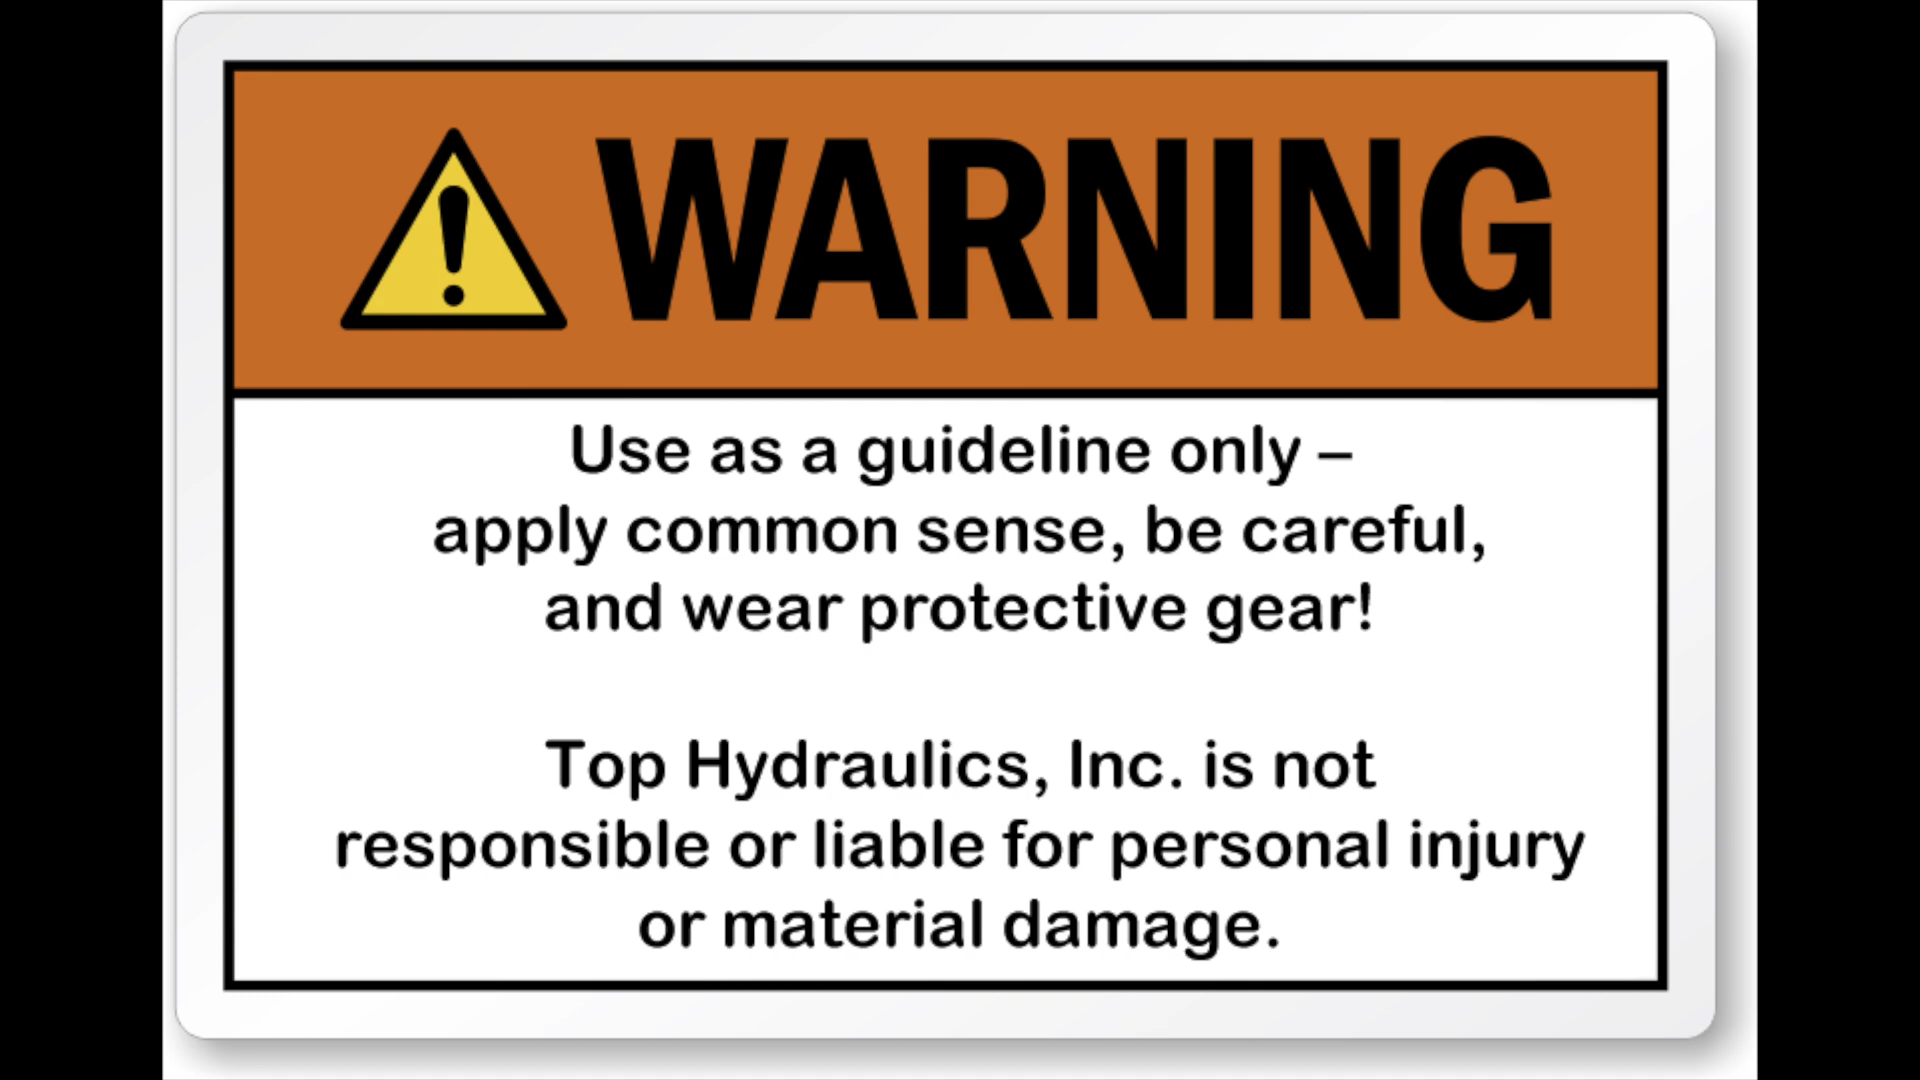 WARNING
Use as a guideline only –
apply common sense, be careful,
and wear protective gear!
Top Hydraulics, Inc. is not
responsible or liable for personal injury
or material damage.